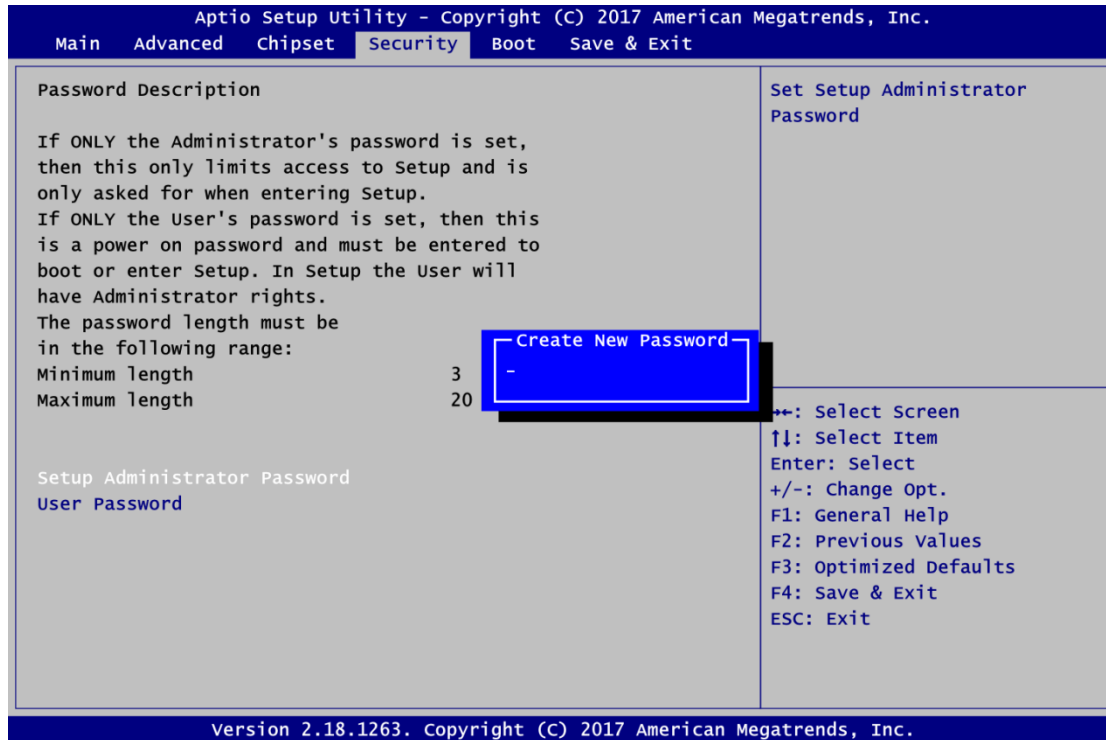 Aptio Setup Utility - Copyright (C) 2017 American Megatrends, Inc.
Main Advanced Chipset Security Boot Save & Exit
Password Description
If ONLY the Administrator's password is set,
then this only limits access to Setup and is
only asked for when entering Setup.
If ONLY the User's password is set, then this
is a power on password and must be entered to
boot or enter Setup. In Setup the User will
have Administrator rights.
The password length must be
in the following range:
Minimum length 3
Maximum length 20
Setup Administrator Password
User Password
Create New Password
-
Set Setup Administrator
Password
→←: Select Screen
↑↓: Select Item
Enter: Select
+/-: Change Opt.
F1: General Help
F2: Previous Values
F3: Optimized Defaults
F4: Save & Exit
ESC: Exit
Version 2.18.1263. Copyright (C) 2017 American Megatrends, Inc.